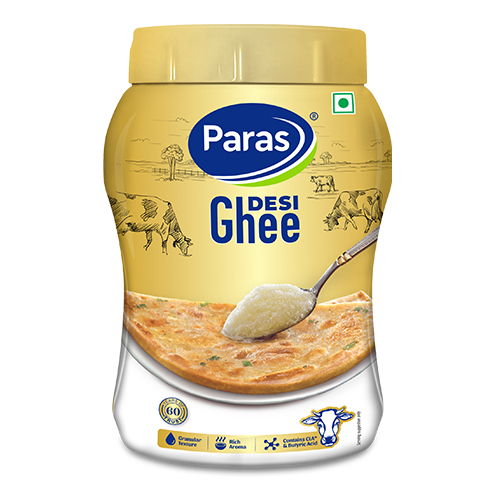 Paras
®
DESI
Ghee
60
Granular
Texture
Rich
Aroma
Contains CLA*
& Butyric Acid